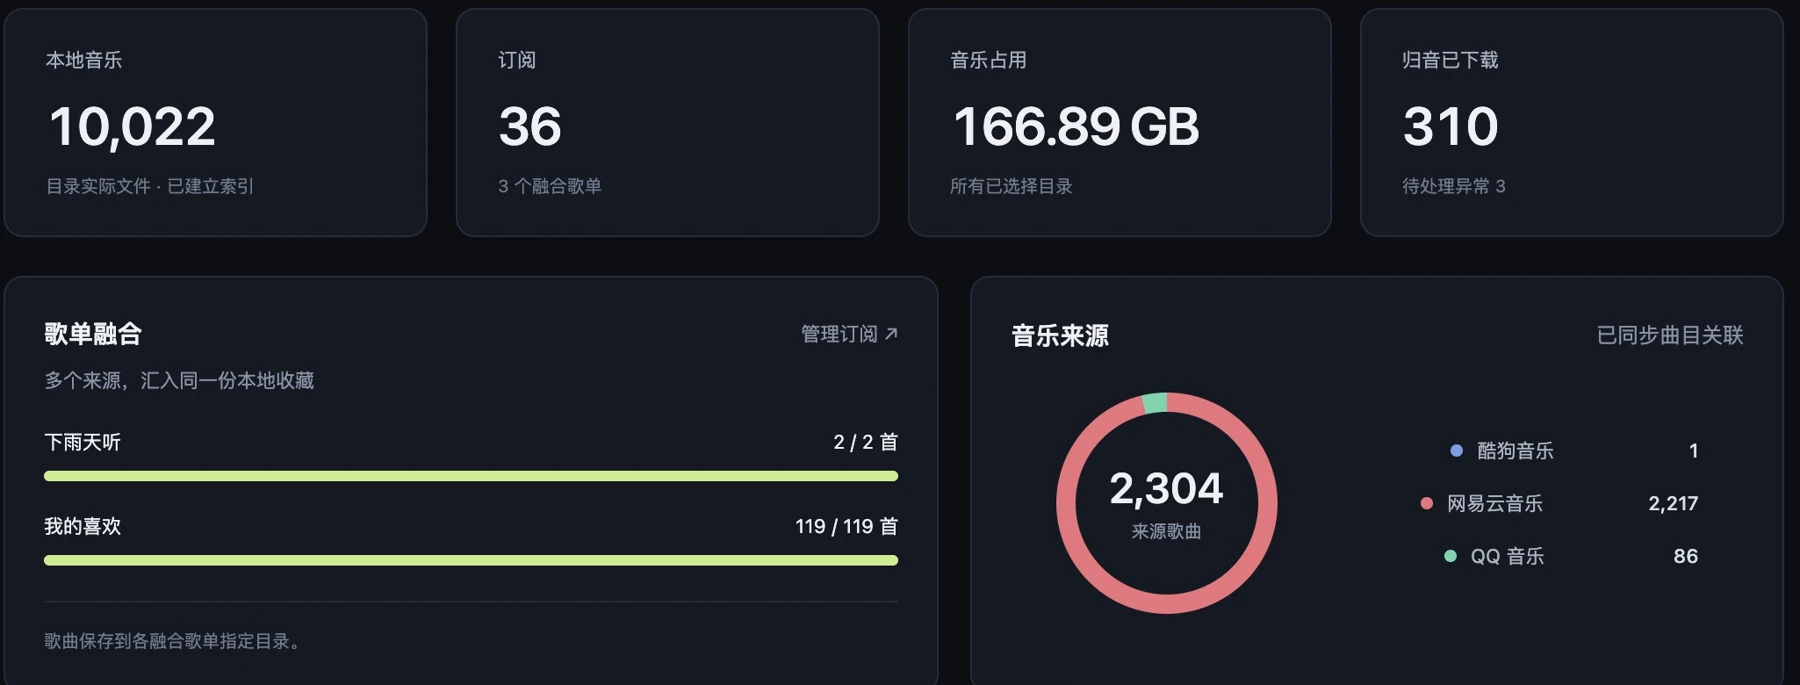 本地音乐
10,022
目录实际文件 · 已建立索引
订阅
36
3 个融合歌单
音乐占用
166.89 GB
所有已选择目录
归音已下载
310
待处理异常 3
歌单融合
管理订阅 ↗
多个来源，汇入同一份本地收藏
下雨天听 2 / 2 首
我的喜欢 119 / 119 首
歌曲保存到各融合歌单指定目录。
音乐来源
已同步曲目关联
2,304
来源歌曲
酷狗音乐 1
网易云音乐 2,217
QQ 音乐 86